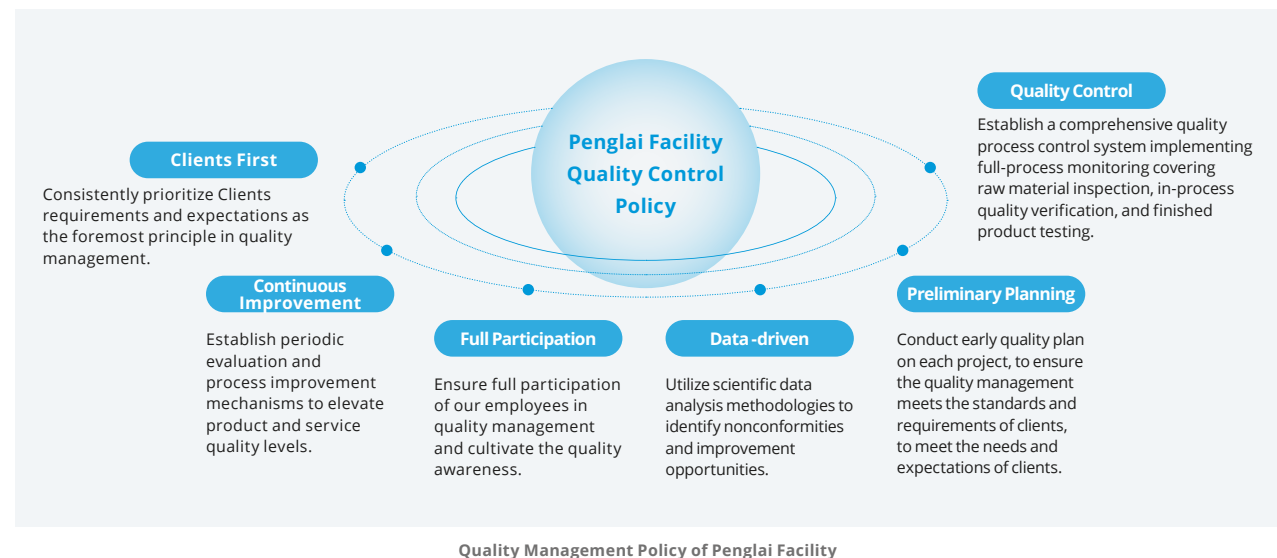 Penglai Facility
Quality Control
Policy
Clients First
Consistently prioritize Clients
requirements and expectations as
the foremost principle in quality
management.
Continuous
Improvement
Establish periodic
evaluation and
process improvement
mechanisms to elevate
product and service
quality levels.
Full Participation
Ensure full participation
of our employees in
quality management
and cultivate the quality
awareness.
Data -driven
Utilize scientific data
analysis methodologies to
identify nonconformities
and improvement
opportunities.
Preliminary Planning
Conduct early quality plan
on each project, to ensure
the quality management
meets the standards and
requirements of clients,
to meet the needs and
expectations of clients.
Quality Control
Establish a comprehensive quality
process control system implementing
full-process monitoring covering
raw material inspection, in-process
quality verification, and finished
product testing.
Quality Management Policy of Penglai Facility